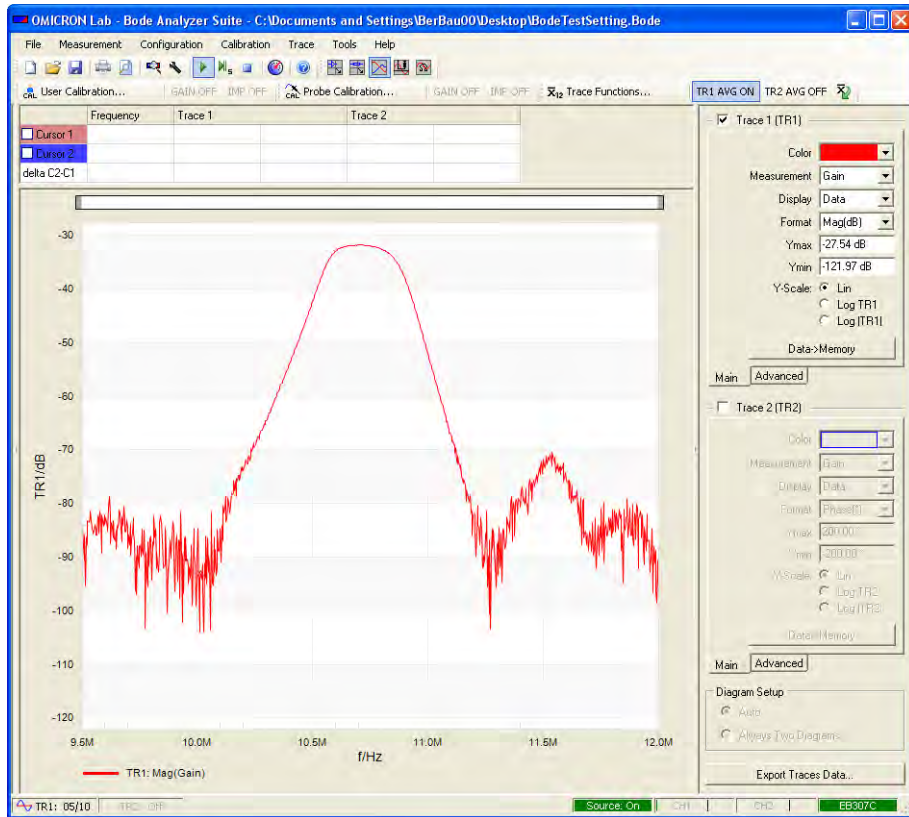 OMICRON Lab - Bode Analyzer Suite - C:\Documents and Settings\BerBau00\Desktop\BodeTestSetting.Bode
File Measurement Configuration Calibration Trace Tools Help
CAL User Calibration... GAIN OFF IMP OFF CAL Probe Calibration... GAIN OFF IMP OFF X12 Trace Functions... TR1 AVG ON TR2 AVG OFF
Frequency Trace 1 Trace 2
Cursor 1
Cursor 2
delta C2-C1
TR1/dB
-30
-40
-50
-60
-70
-80
-90
-100
-110
-120
9.5M 10.0M 10.5M 11.0M 11.5M 12.0M
f/Hz
TR1: Mag(Gain)
Trace 1 (TR1)
Color
Measurement Gain
Display Data
Format Mag(dB)
Ymax -27.54 dB
Ymin -121.97 dB
Y-Scale: Lin
Log TR1
Log |TR1|
Data->Memory
Main Advanced
Trace 2 (TR2)
Color
Measurement Gain
Display Data
Format Phase(°)
Ymax 200.00
Ymin -200.00
Y-Scale: Lin
Log TR2
Log |TR2|
Data->Memory
Main Advanced
Diagram Setup
Auto
Always Two Diagrams
Export Traces Data...
TR1: 05/10 TR2: Off Source: On CH1 CH2 EB307C